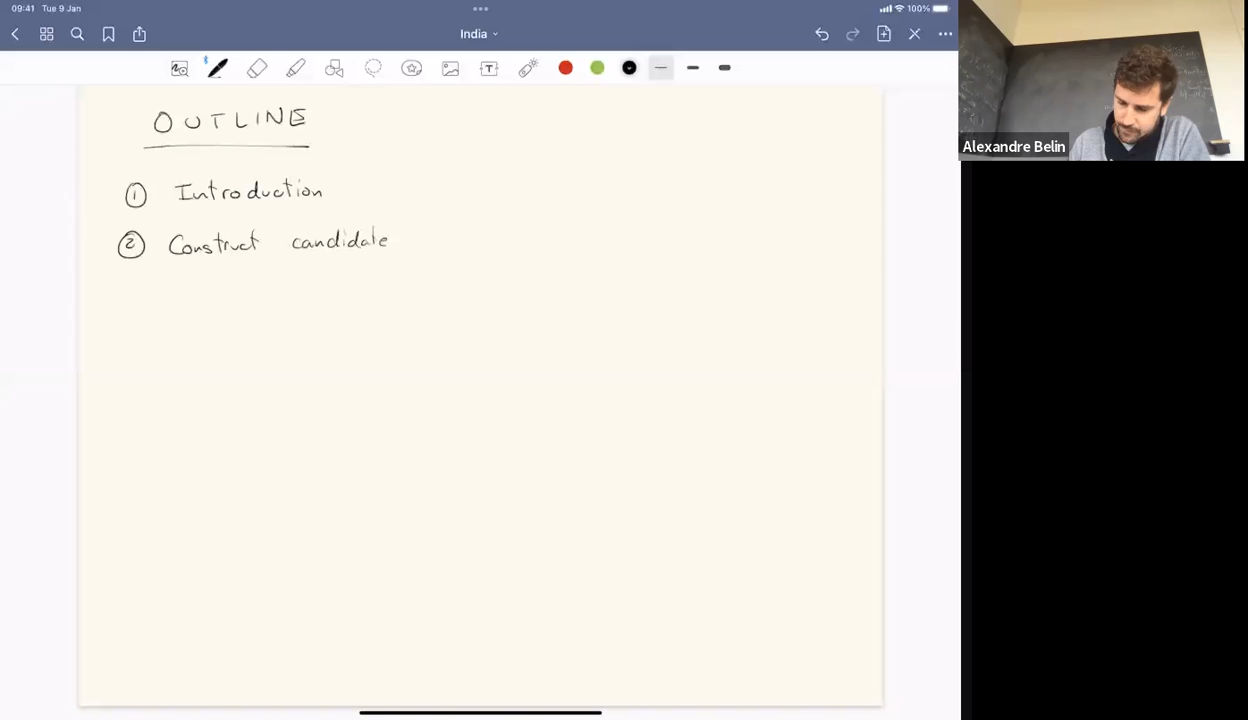 09:41 Tue 9 Jan
100%
India
T
Alexandre Belin
OUTLINE
① Introduction
② Construct candidate